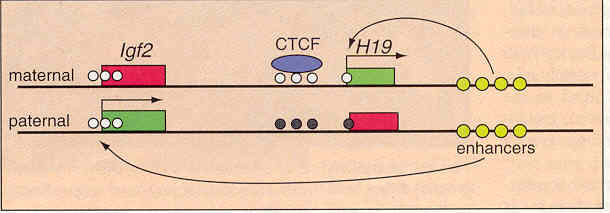 Igf2
CTCF
H19
maternal
paternal
enhancers